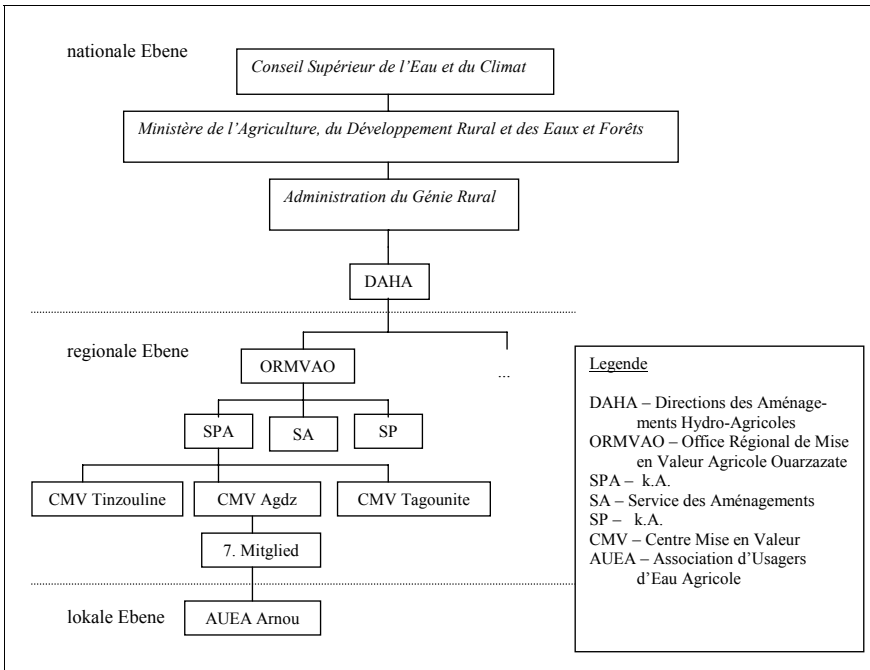 nationale Ebene
Conseil Supérieur de l'Eau et du Climat
Ministère de l'Agriculture, du Développement Rural et des Eaux et Forêts
Administration du Génie Rural
DAHA
regionale Ebene
ORMVAO
...
SPA
SA
SP
CMV Tinzouline
CMV Agdz
CMV Tagounite
7. Mitglied
lokale Ebene
AUEA Arnou
Legende
DAHA – Directions des Aménage-
ments Hydro-Agricoles
ORMVAO – Office Régional de Mise
en Valeur Agricole Ouarzazate
SPA – k.A.
SA – Service des Aménagements
SP – k.A.
CMV – Centre Mise en Valeur
AUEA – Association d'Usagers
d'Eau Agricole